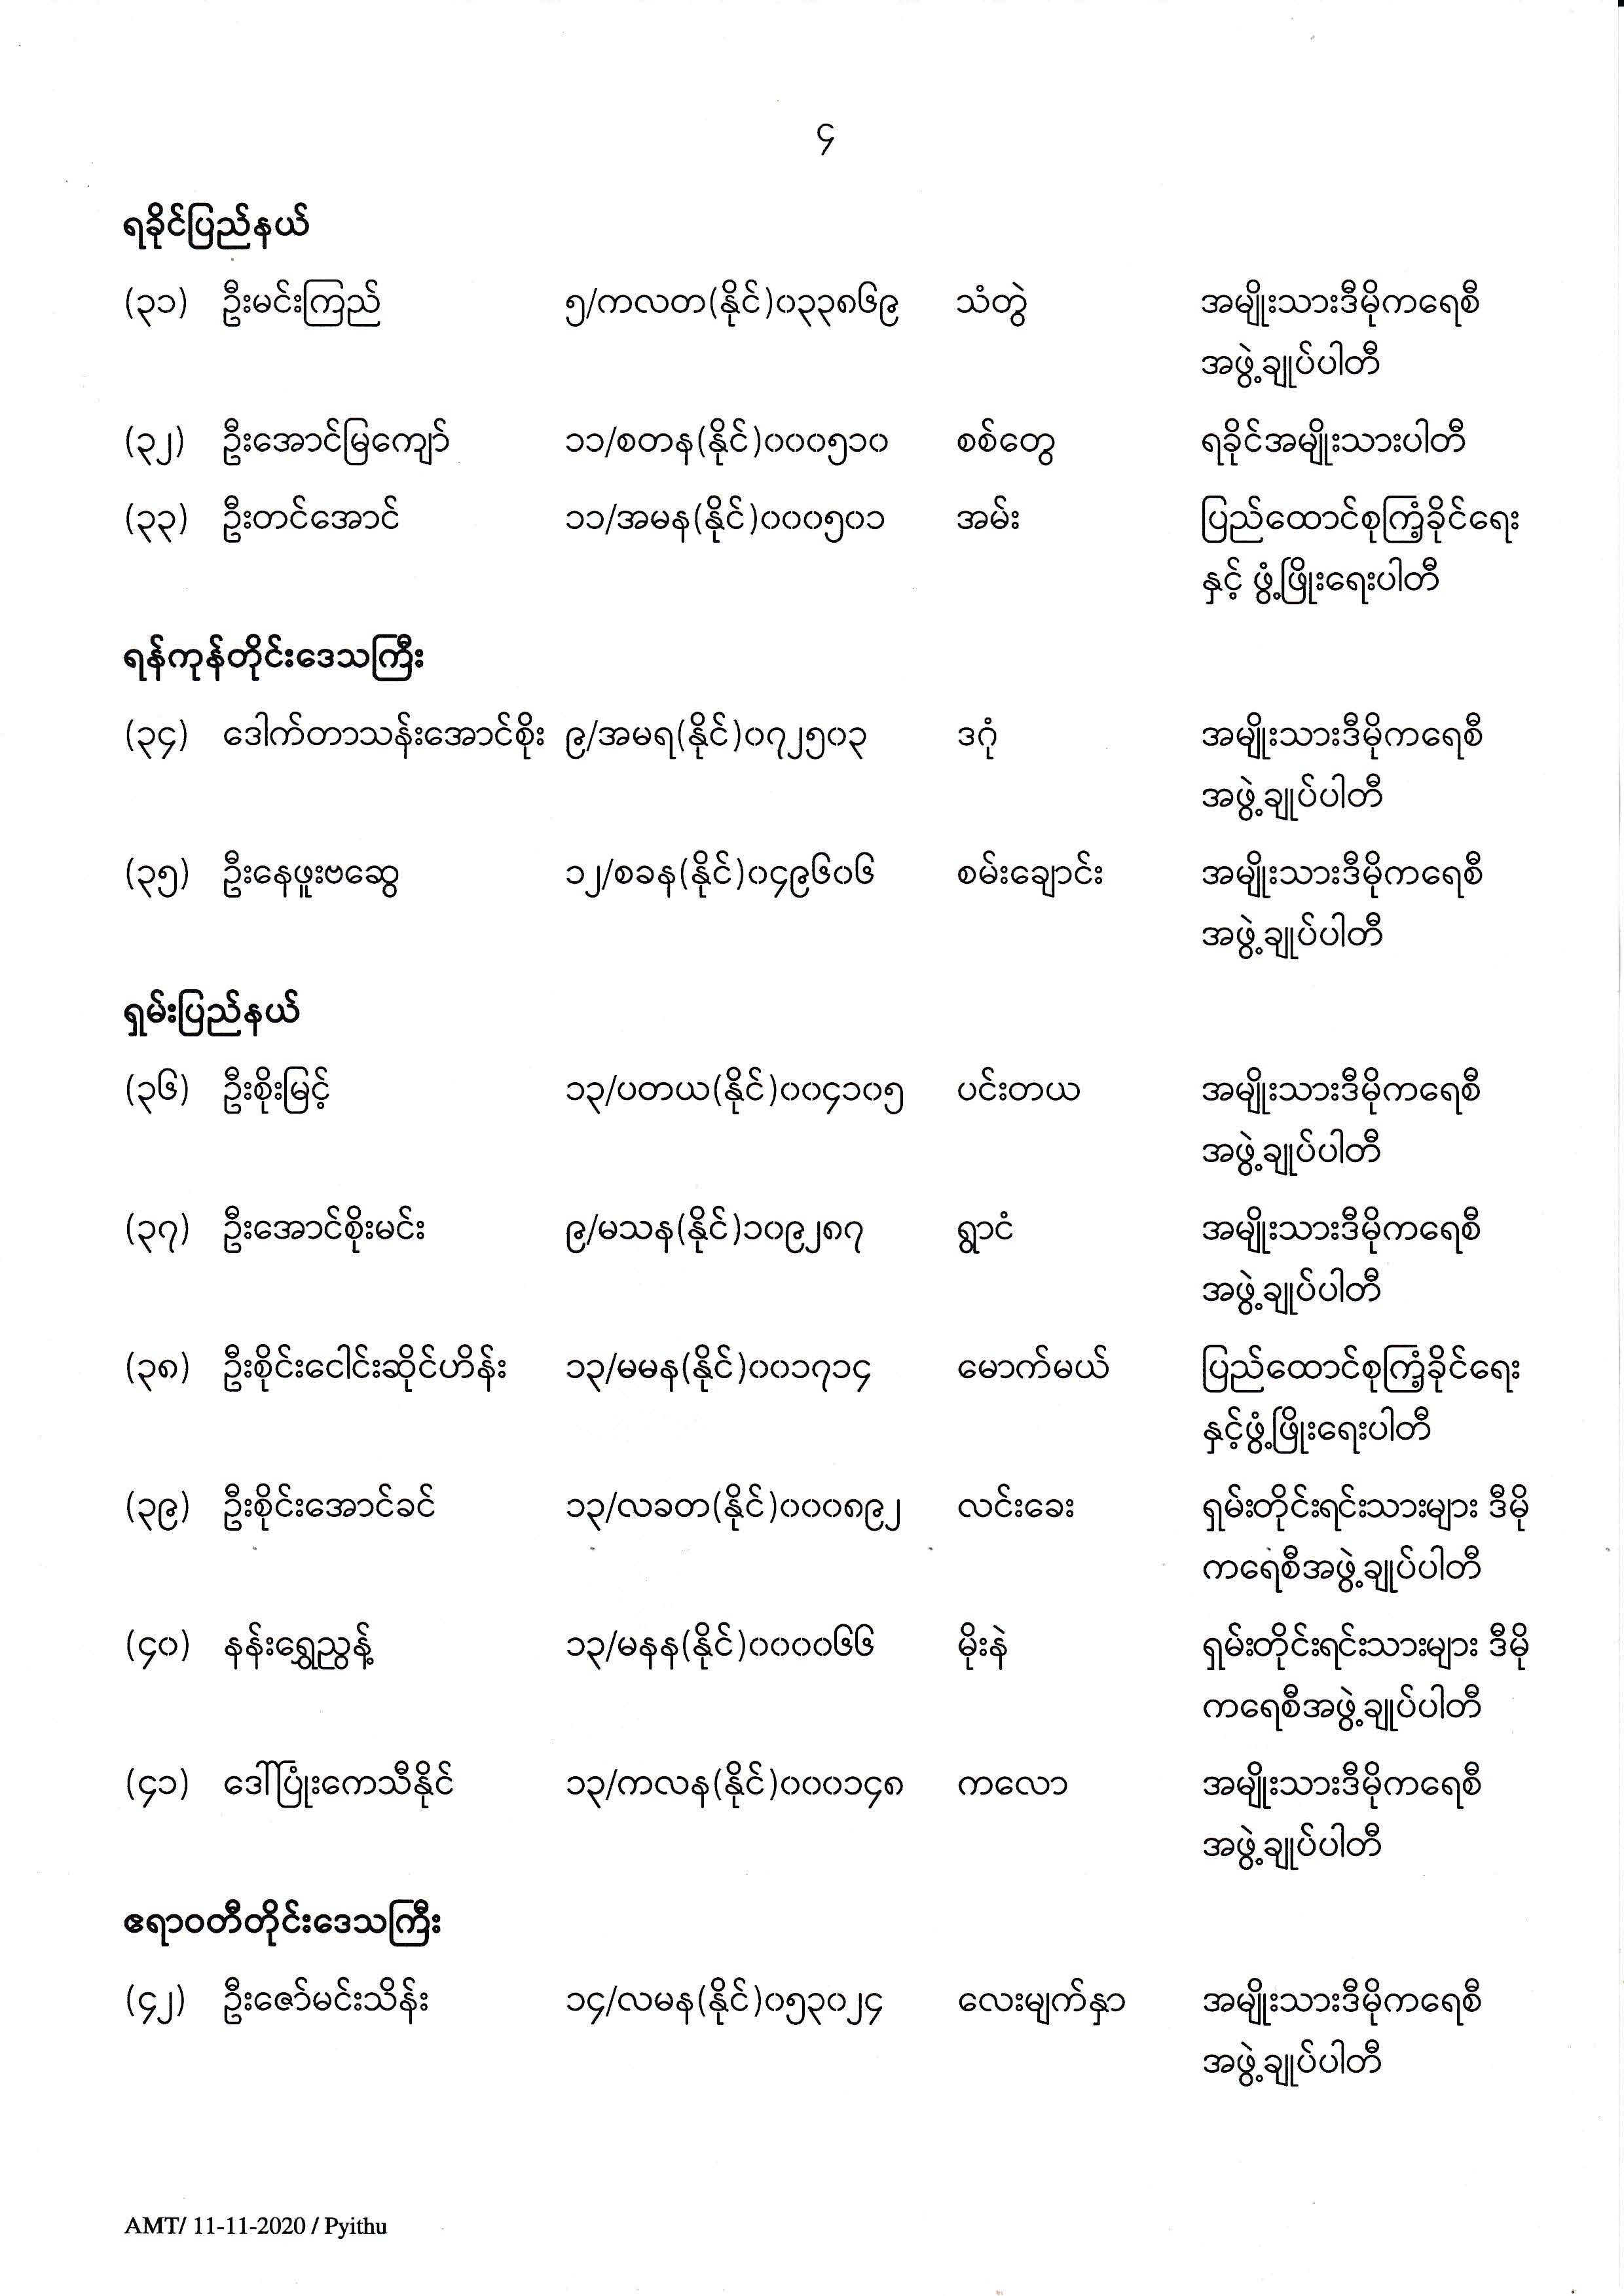 ၄
ရခိုင်ပြည်နယ်
(၃၁) ဦးမင်းကြည် ၅/ကလတ(နိုင်)၀၃၃၈၆၉ သံတွဲ အမျိုးသားဒီမိုကရေစီ
အဖွဲ့ချုပ်ပါတီ
(၃၂) ဦးအောင်မြကျော် ၁၁/စတန(နိုင်)၀၀၀၅၁၀ စစ်တွေ ရခိုင်အမျိုးသားပါတီ
(၃၃) ဦးတင်အောင် ၁၁/အမန(နိုင်)၀၀၀၅၀၁ အမ်း ပြည်ထောင်စုကြံ့ခိုင်ရေး
နှင့် ဖွံ့ဖြိုးရေးပါတီ
ရန်ကုန်တိုင်းဒေသကြီး
(၃၄) ဒေါက်တာသန်းအောင်စိုး ၉/အမရ(နိုင်)၀၇၂၅၀၃ ဒဂုံ အမျိုးသားဒီမိုကရေစီ
အဖွဲ့ချုပ်ပါတီ
(၃၅) ဦးနေဖူးဗဆွေ ၁၂/စခန(နိုင်)၀၄၉၆၀၆ စမ်းချောင်း အမျိုးသားဒီမိုကရေစီ
အဖွဲ့ချုပ်ပါတီ
ရှမ်းပြည်နယ်
(၃၆) ဦးစိုးမြင့် ၁၃/ပတယ(နိုင်)၀၀၄၁၀၅ ပင်းတယ အမျိုးသားဒီမိုကရေစီ
အဖွဲ့ချုပ်ပါတီ
(၃၇) ဦးအောင်စိုးမင်း ၉/မသန(နိုင်)၁၀၉၂၈၇ ရွာငံ အမျိုးသားဒီမိုကရေစီ
အဖွဲ့ချုပ်ပါတီ
(၃၈) ဦးစိုင်းငေါင်းဆိုင်ဟိန်း ၁၃/မမန(နိုင်)၀၀၁၇၁၄ မောက်မယ် ပြည်ထောင်စုကြံ့ခိုင်ရေး
နှင့်ဖွံ့ဖြိုးရေးပါတီ
(၃၉) ဦးစိုင်းအောင်ခင် ၁၃/လခတ(နိုင်)၀၀၀၈၉၂ လင်းခေး ရှမ်းတိုင်းရင်းသားများ ဒီမို
ကရေစီအဖွဲ့ချုပ်ပါတီ
(၄၀) နန်းရွှေညွန့် ၁၃/မနန(နိုင်)၀၀၀၀၆၆ မိုးနဲ ရှမ်းတိုင်းရင်းသားများ ဒီမို
ကရေစီအဖွဲ့ချုပ်ပါတီ
(၄၁) ဒေါ်ပြုံးကေသီနိုင် ၁၃/ကလန(နိုင်)၀၀၀၁၄၈ ကလော အမျိုးသားဒီမိုကရေစီ
အဖွဲ့ချုပ်ပါတီ
ဧရာဝတီတိုင်းဒေသကြီး
(၄၂) ဦးဇော်မင်းသိန်း ၁၄/လမန(နိုင်)၀၅၃၀၂၄ လေးမျက်နှာ အမျိုးသားဒီမိုကရေစီ
အဖွဲ့ချုပ်ပါတီ
AMT/ 11-11-2020 / Pyithu